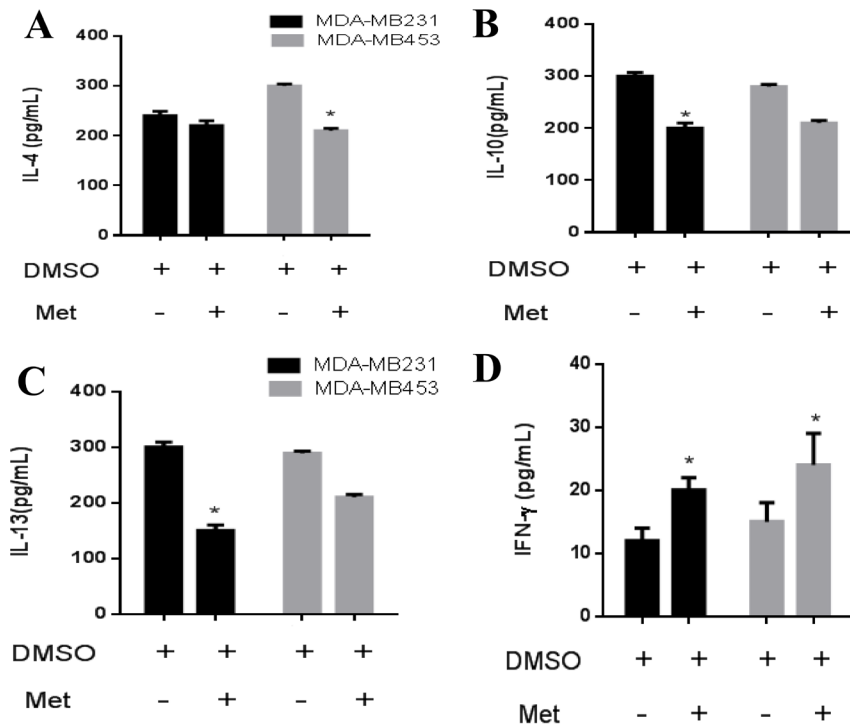 A
MDA-MB231
MDA-MB453
400
300
200
100
0
IL-4 (pg/mL)
DMSO + + + +
Met - + - +
B
400
300
200
100
0
IL-10(pg/mL)
DMSO + + + +
Met - + - +
*
*
C
MDA-MB231
MDA-MB453
400
300
200
100
0
IL-13(pg/mL)
*
DMSO + + + +
Met - + - +
D
40
30
20
10
0
IFN-γ (pg/mL)
* *
DMSO + + + +
Met - + - +